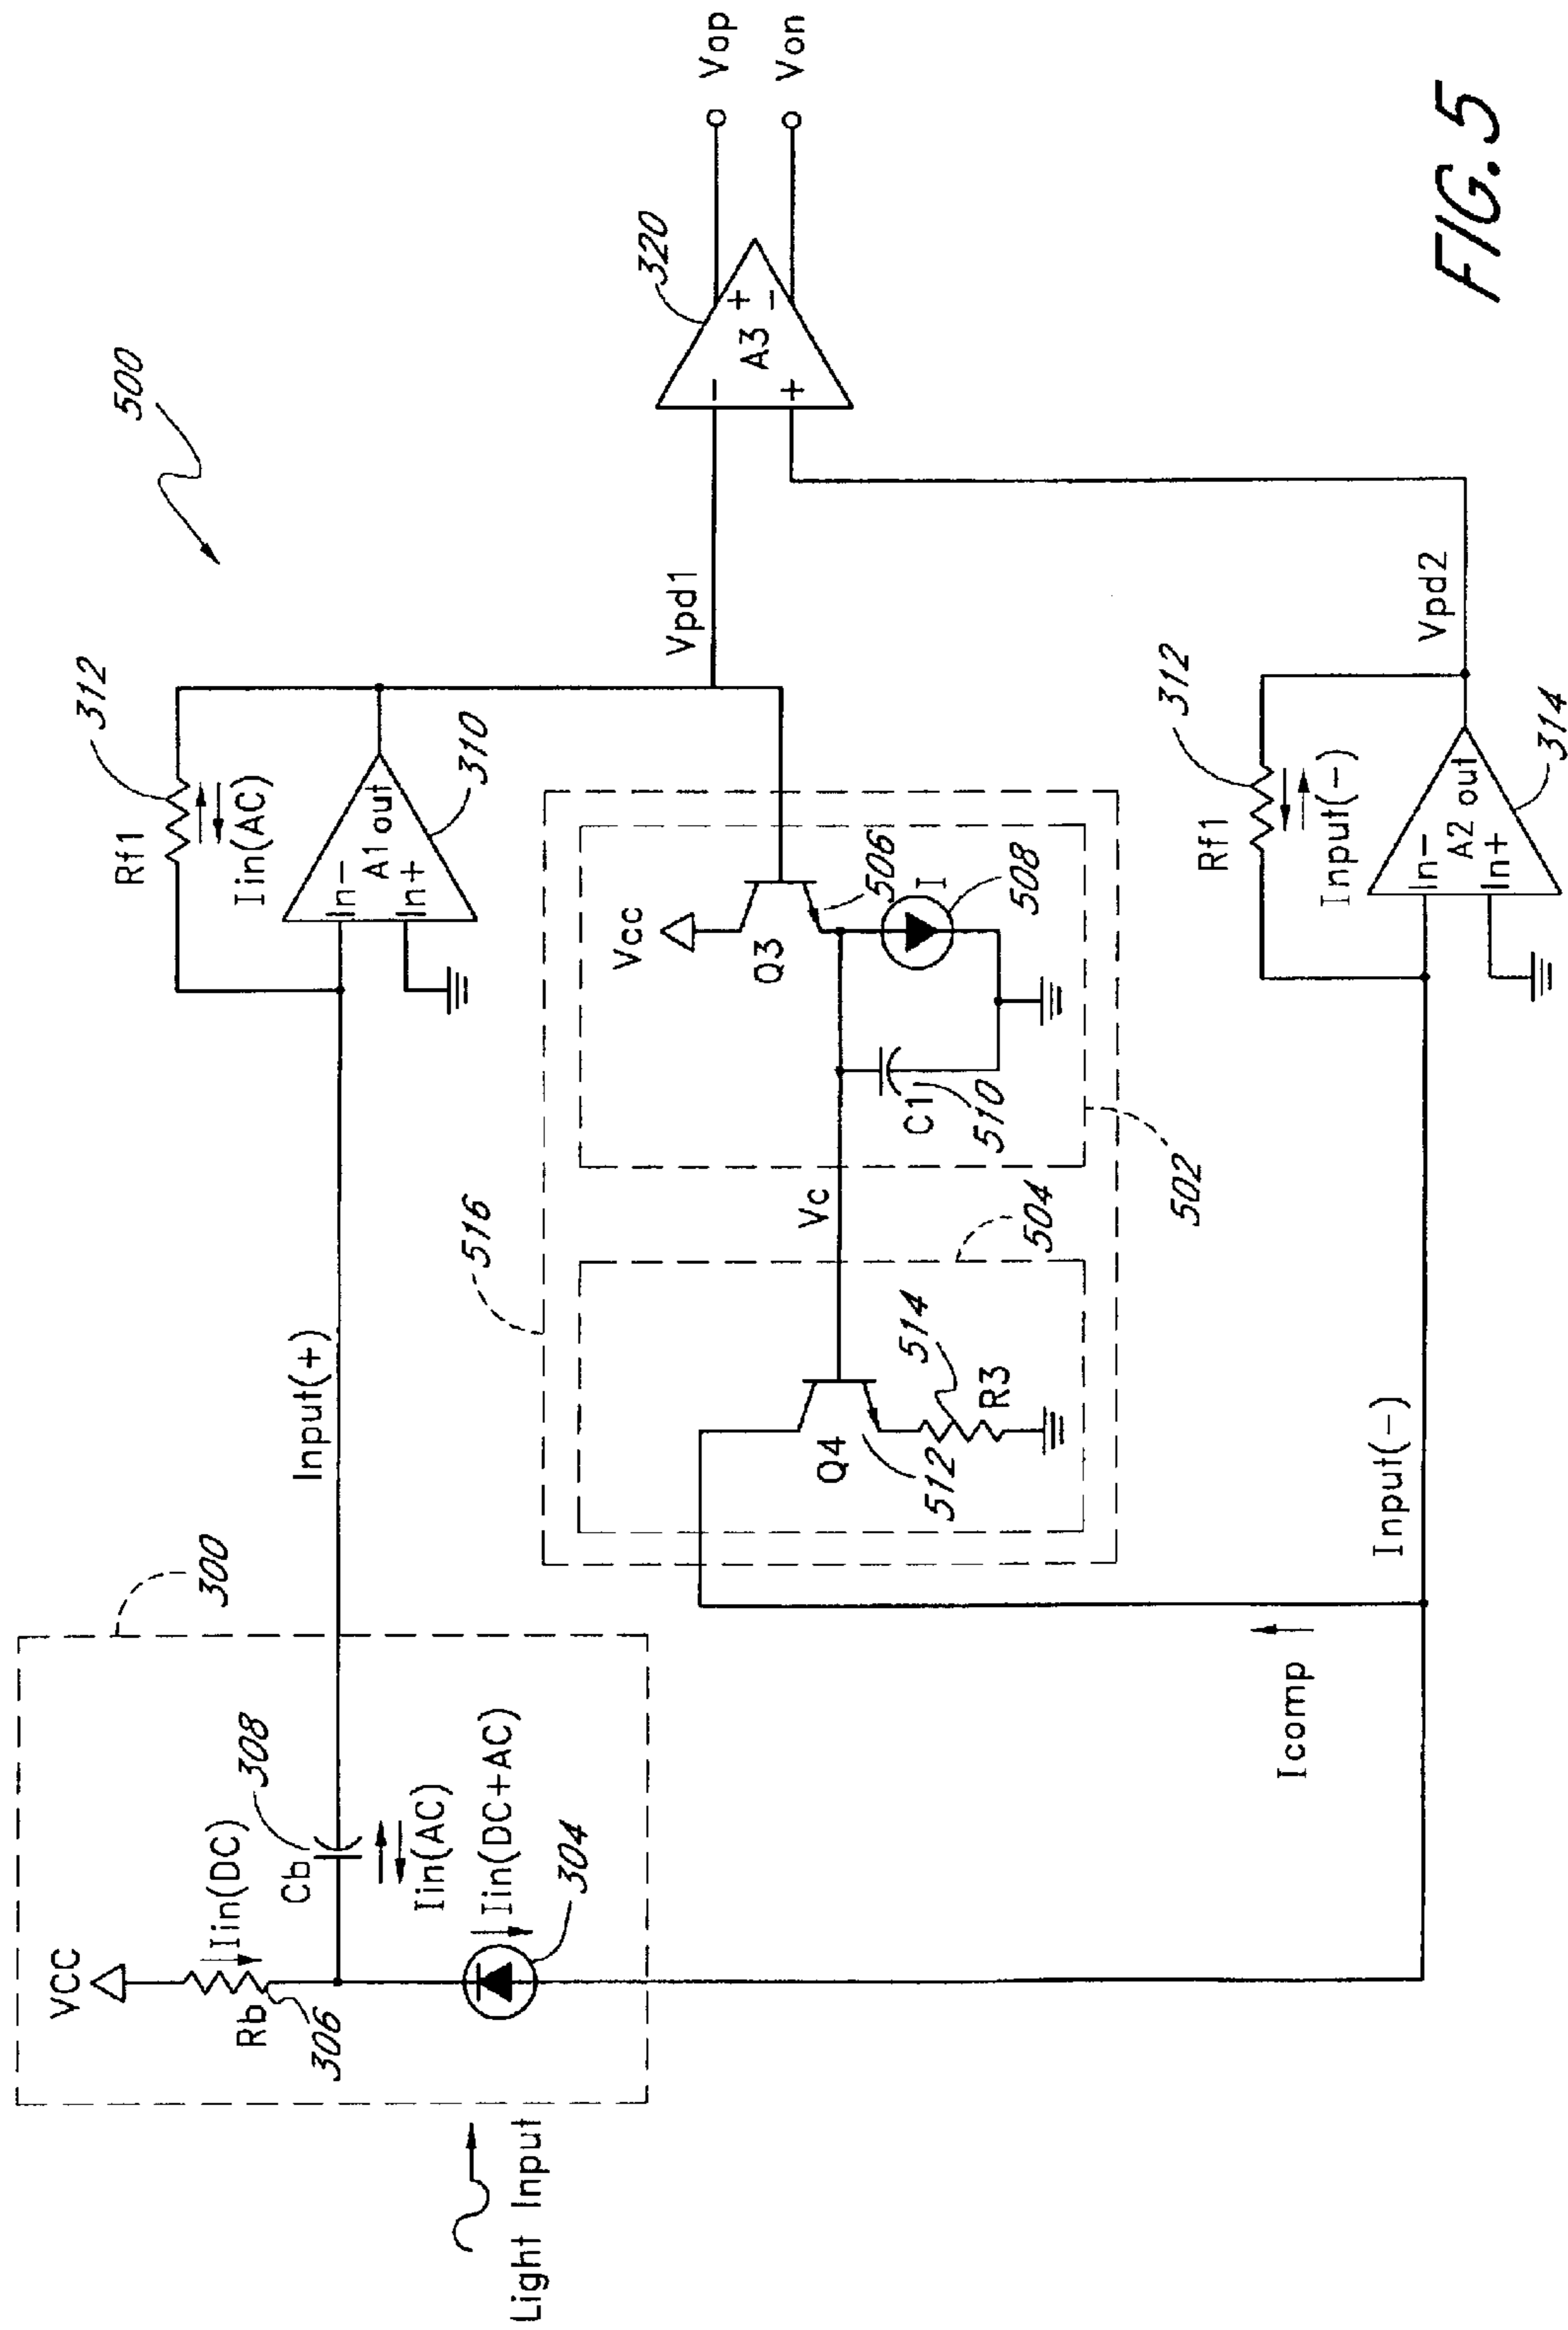 500
300
VCC
Rb
306
Iin(DC)
Cb
308
Iin(AC)
Iin(DC+AC)
304
Light Input
Input(+)
Rf1
312
Iin(AC)
In-
A1
out
In+
310
Vpd1
320
-
+
A3
+
-
Vop
Von
516
504
Q4
512
514
R3
Vc
Vcc
Q3
506
508
I
C1
510
502
Icomp
Input(-)
Rf1
312
Input(-)
In-
A2
out
In+
314
Vpd2
FIG. 5